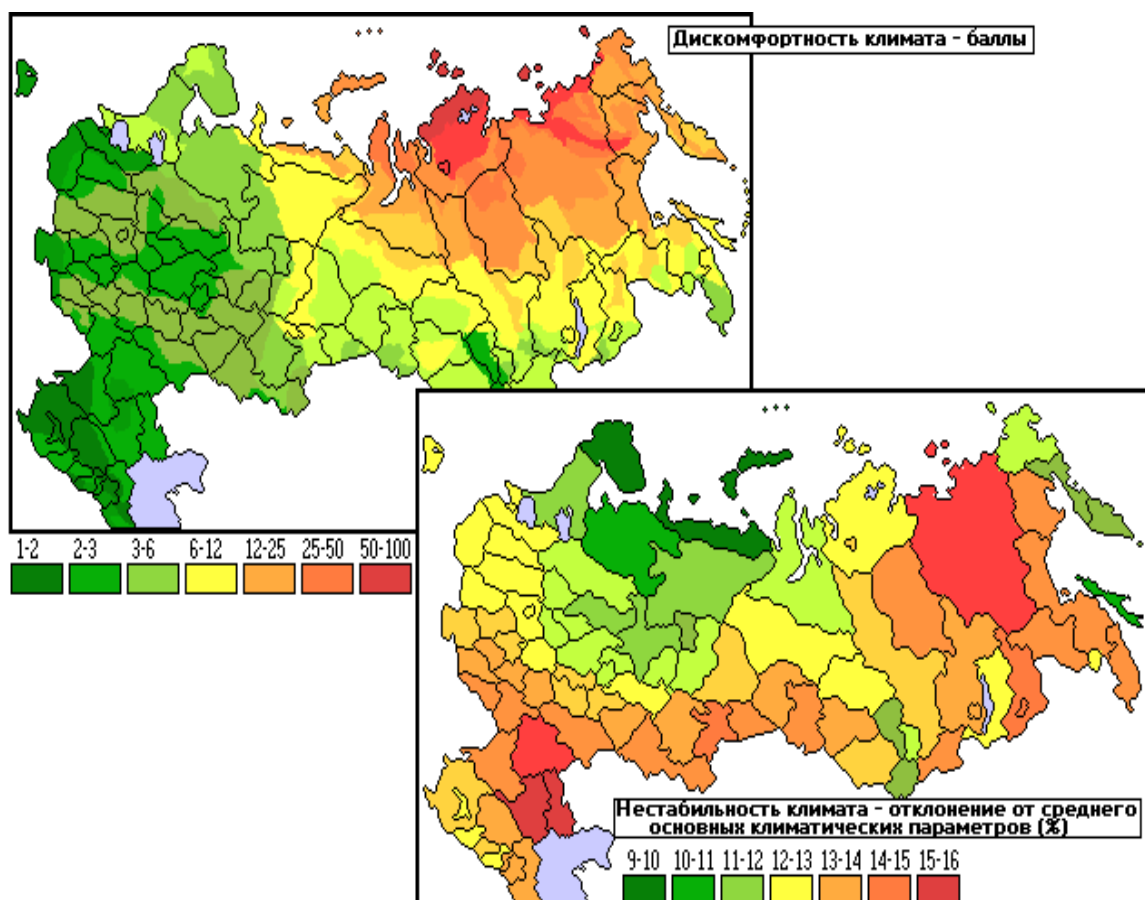 Дискомфортность климата - баллы
1-2 2-3 3-6 6-12 12-25 25-50 50-100
Нестабильность климата - отклонение от среднего
основных климатических параметров (%)
9-10 10-11 11-12 12-13 13-14 14-15 15-16